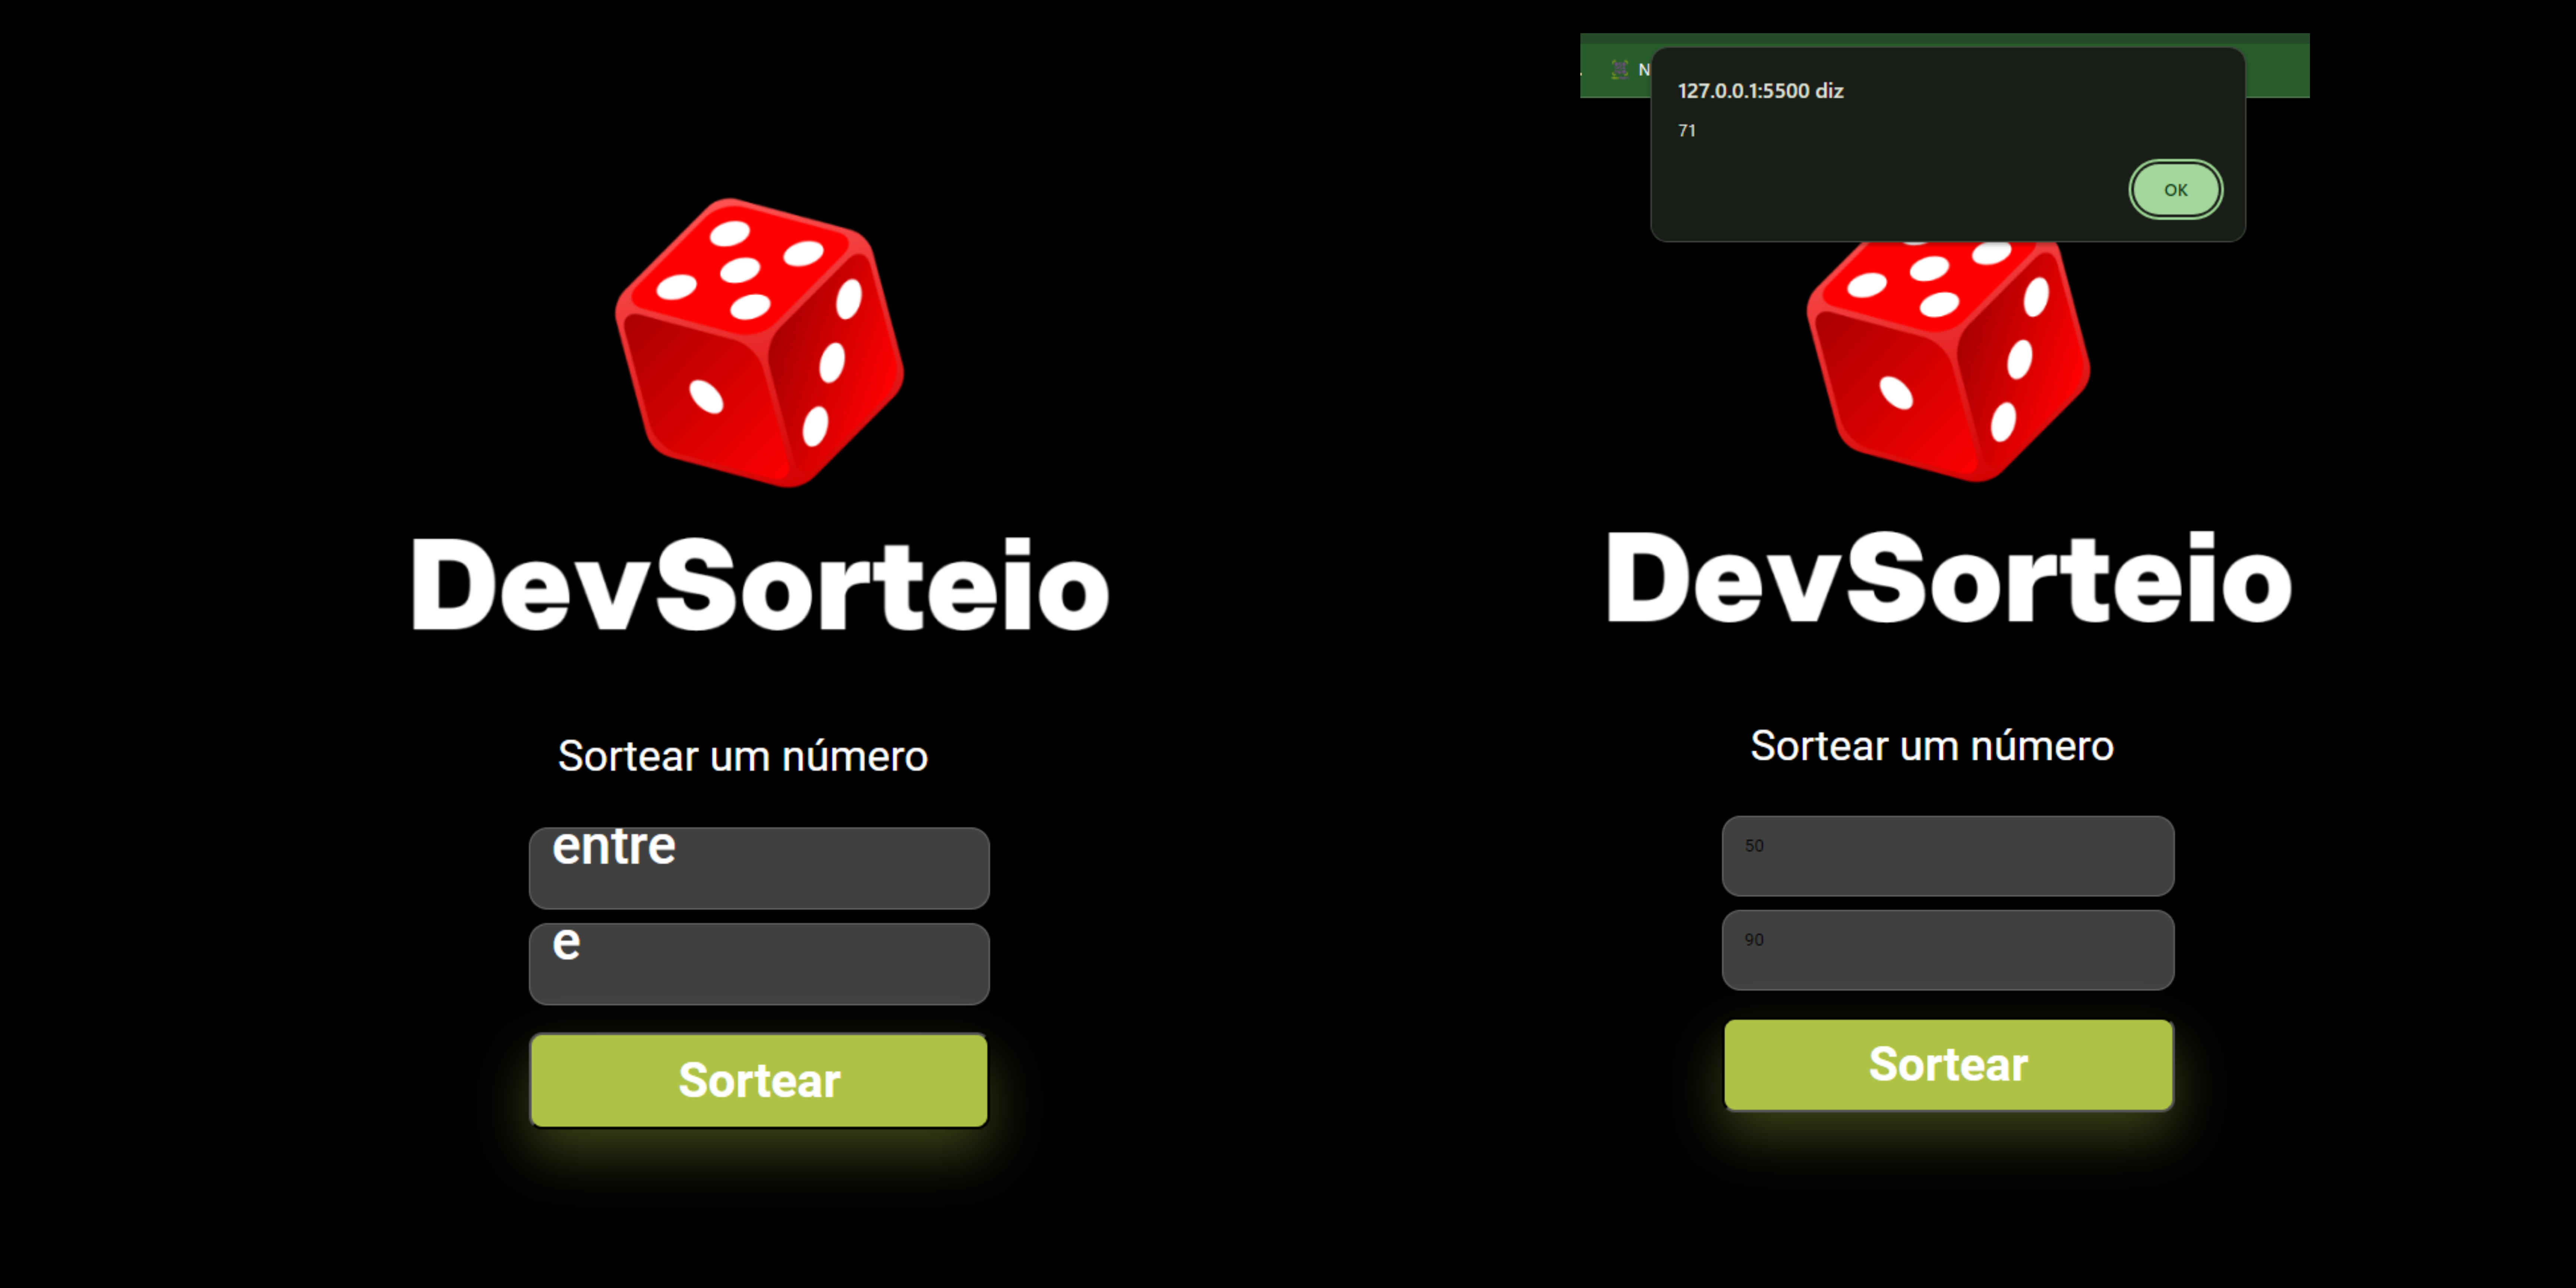 DevSorteio
Sortear um número
entre
e
Sortear
N
127.0.0.1:5500 diz
71
OK
DevSorteio
Sortear um número
50
90
Sortear